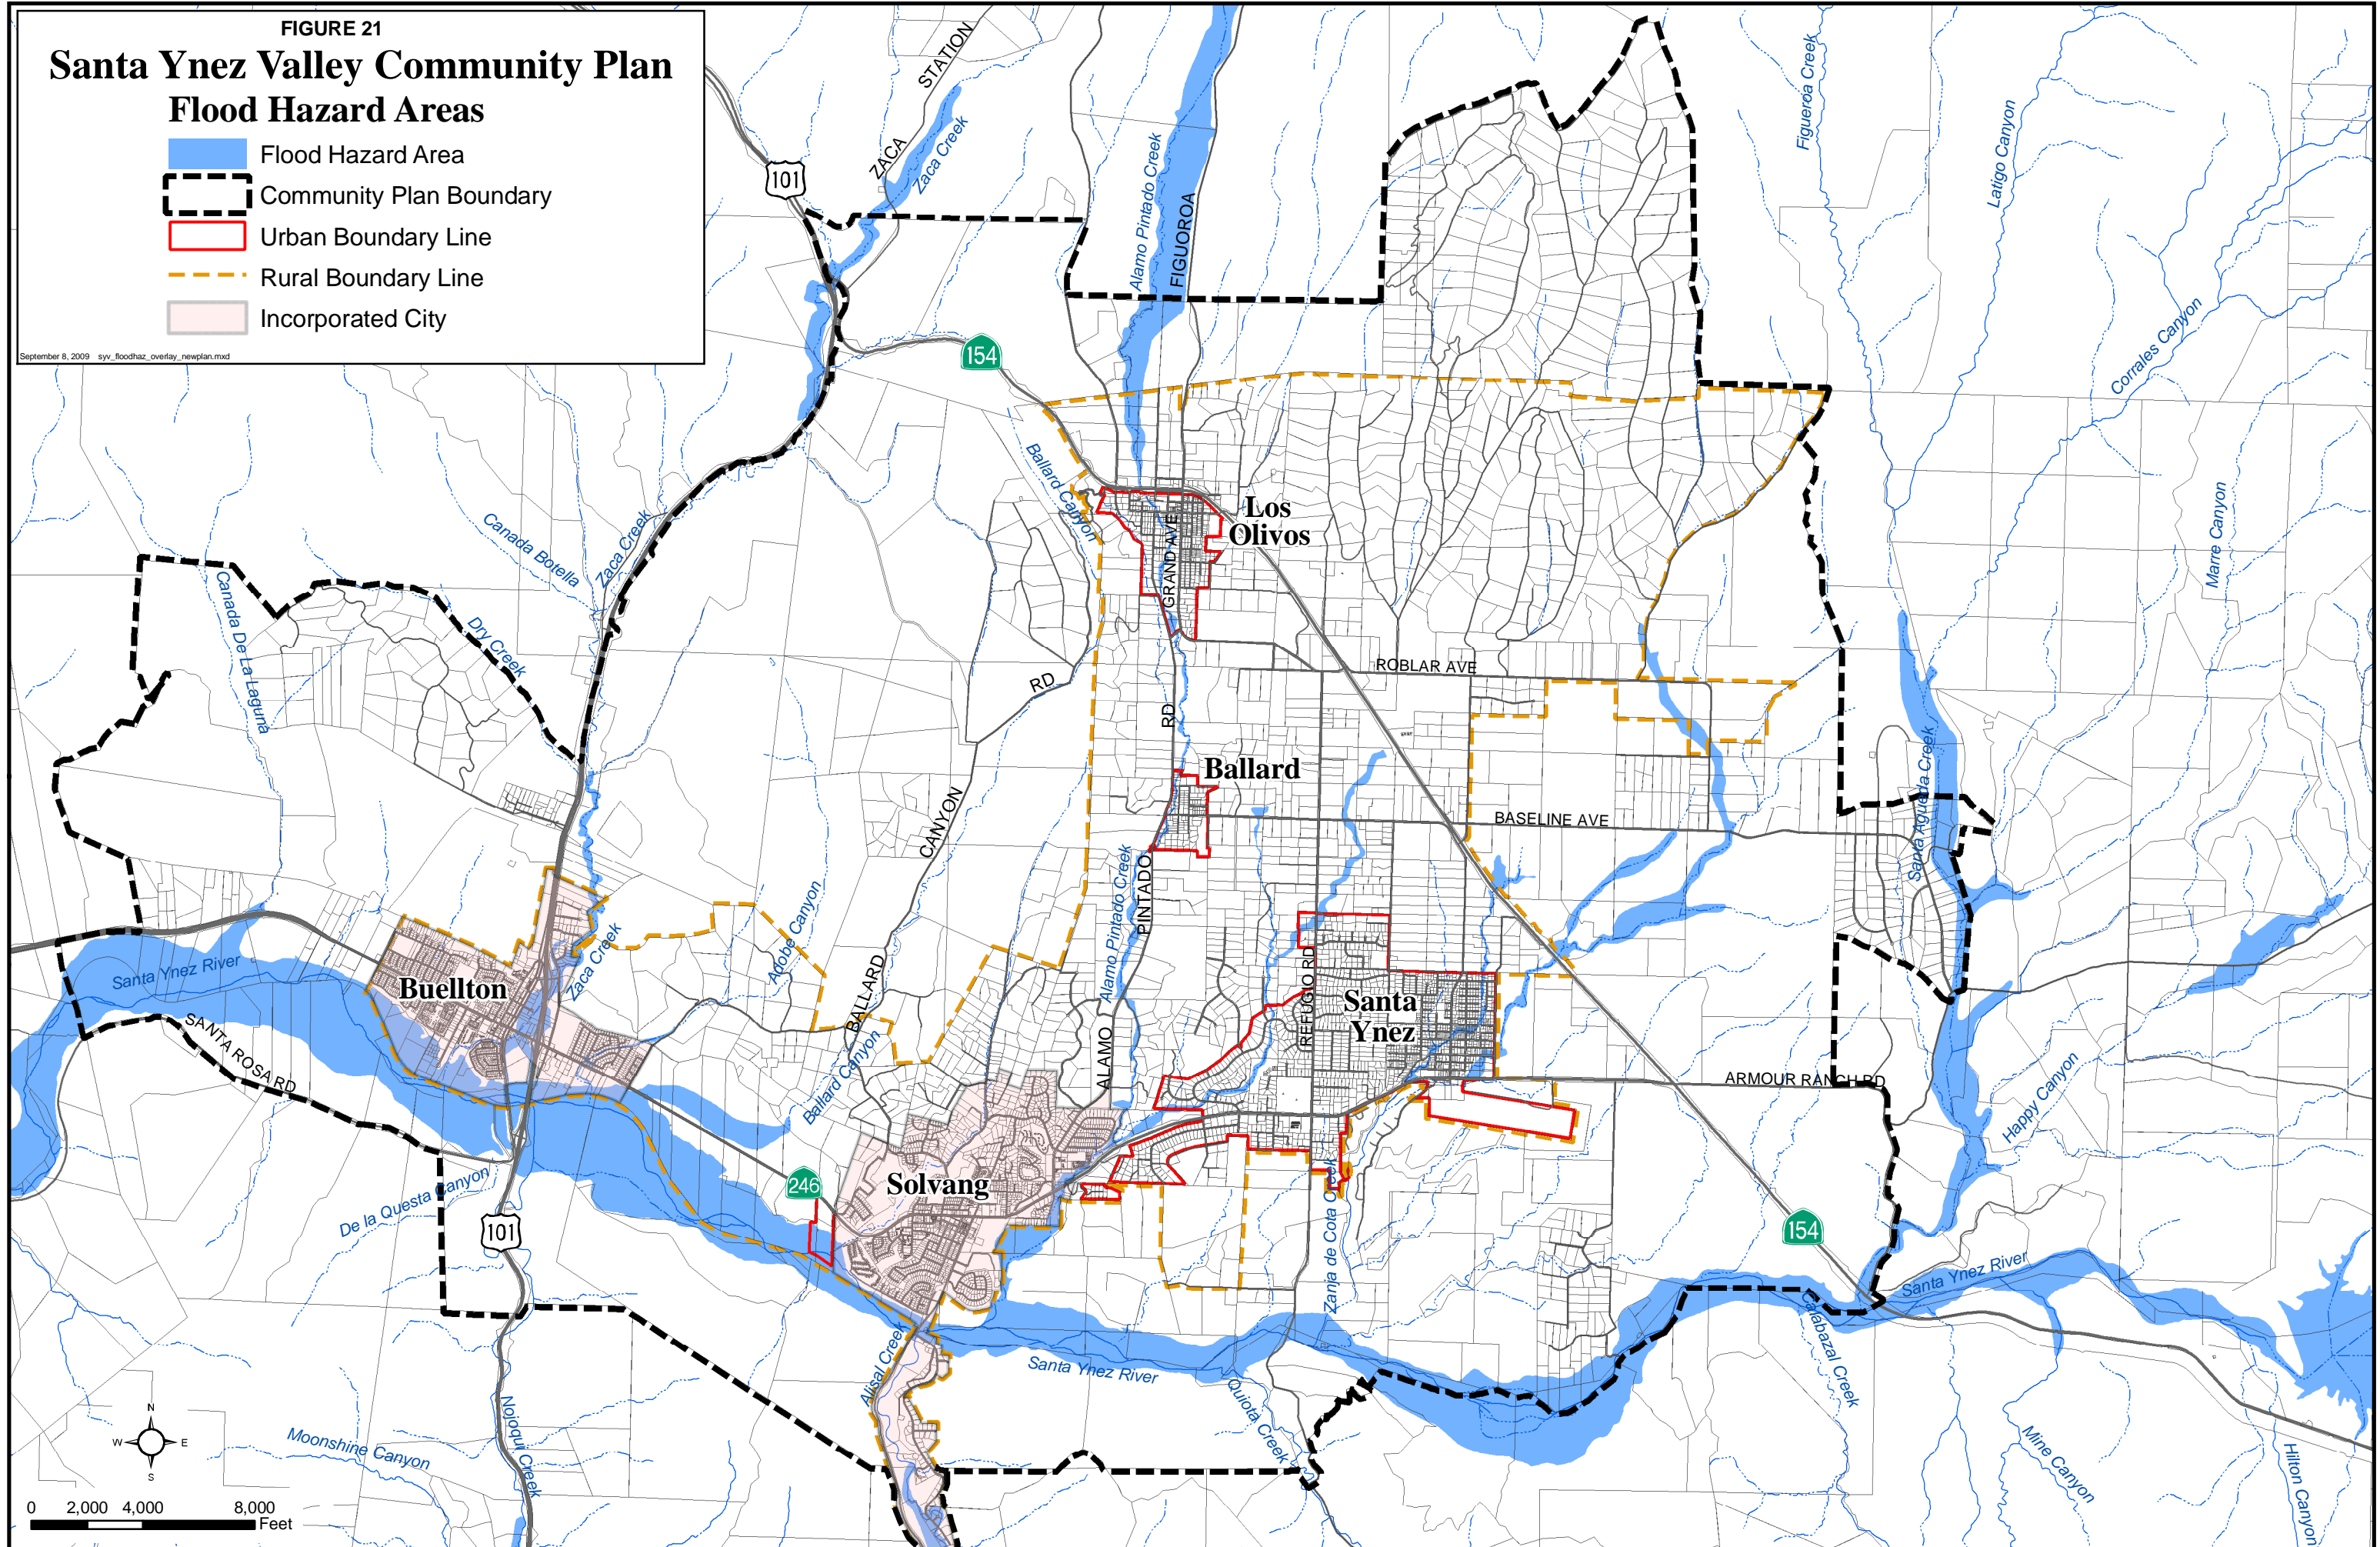 FIGURE 21
Santa Ynez Valley Community Plan
Flood Hazard Areas
Flood Hazard Area
Community Plan Boundary
Urban Boundary Line
Rural Boundary Line
Incorporated City
September 8, 2009 syv_floodhaz_overlay_newplan.mxd
101
ZACA
STATION
Zaca Creek
Alamo Pintado Creek
FIGUOROA
Figueroa Creek
Latigo Canyon
Corrales Canyon
154
Ballard Canyon
Los
Olivos
GRAND AVE
Canada Botella
Zaca Creek
Marre Canyon
Canada De La Laguna
Dry Creek
ROBLAR AVE
RD
RD
Ballard
BASELINE AVE
Santa Agueda Creek
CANYON
PINTADO
Alamo Pintado Creek
Adobe Canyon
Santa Ynez River
Buellton
Zaca Creek
BALLARD
REFUGIO RD
Santa
Ynez
SANTA ROSA RD
Ballard Canyon
ALAMO
ARMOUR RANCH RD
Happy Canyon
246
Solvang
De la Questa Canyon
101
Zanja de Cota Creek
154
Santa Ynez River
Calabazal Creek
Alisal Creek
Santa Ynez River
Quiota Creek
Nojoqui Creek
Moonshine Canyon
Mine Canyon
Hilton Canyon
N
W E
S
0 2,000 4,000 8,000
Feet